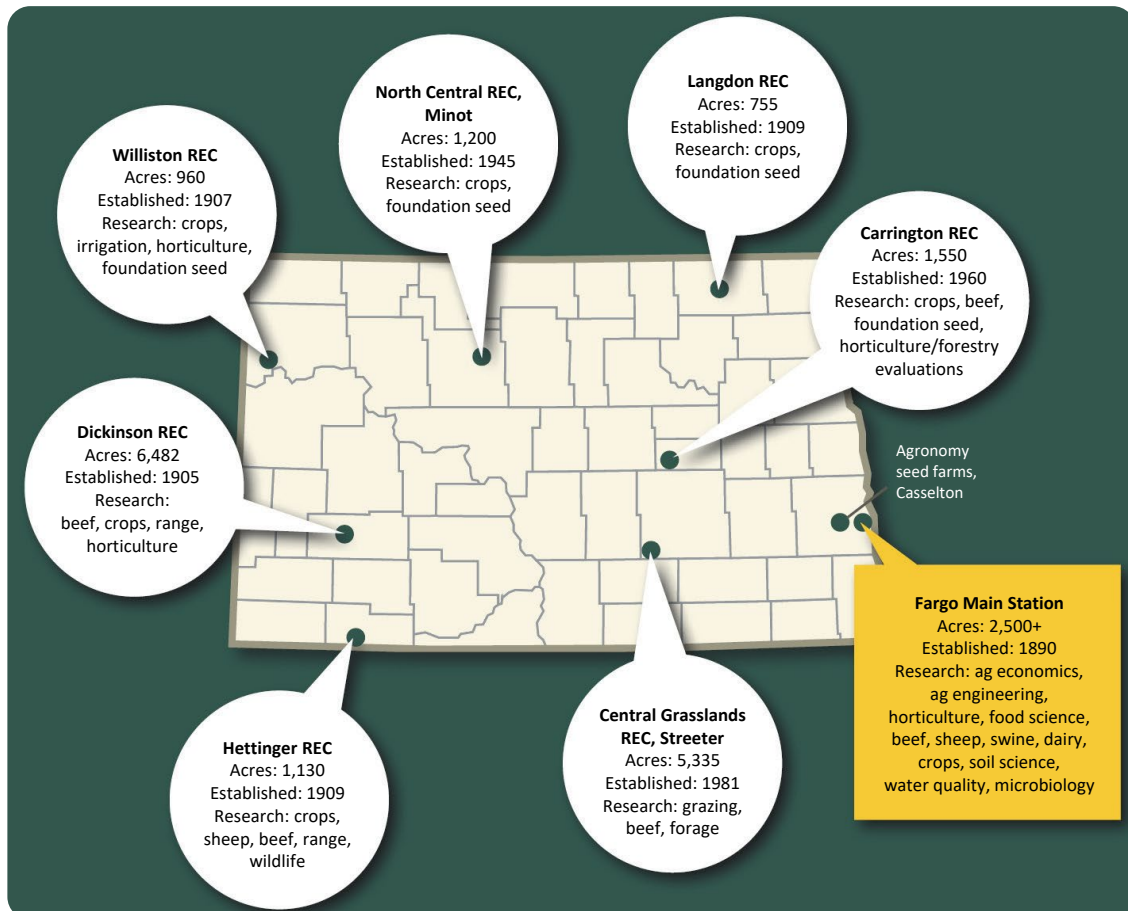 North Central REC,
Minot
Acres: 1,200
Established: 1945
Research: crops,
foundation seed
Langdon REC
Acres: 755
Established: 1909
Research: crops,
foundation seed
Williston REC
Acres: 960
Established: 1907
Research: crops,
irrigation, horticulture,
foundation seed
Carrington REC
Acres: 1,550
Established: 1960
Research: crops, beef,
foundation seed,
horticulture/forestry
evaluations
Dickinson REC
Acres: 6,482
Established: 1905
Research:
beef, crops, range,
horticulture
Agronomy
seed farms,
Casselton
Fargo Main Station
Acres: 2,500+
Established: 1890
Research: ag economics,
ag engineering,
horticulture, food science,
beef, sheep, swine, dairy,
crops, soil science,
water quality, microbiology
Central Grasslands
REC, Streeter
Acres: 5,335
Established: 1981
Research: grazing,
beef, forage
Hettinger REC
Acres: 1,130
Established: 1909
Research: crops,
sheep, beef, range,
wildlife